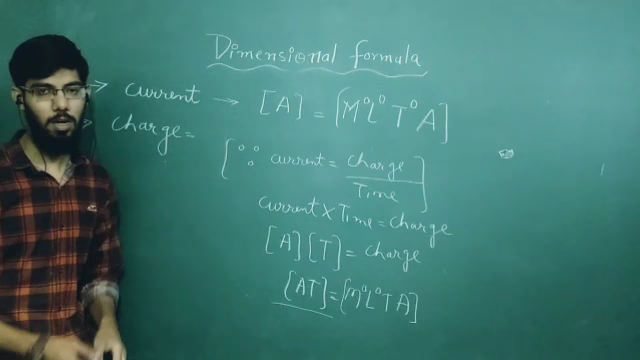 Dimensional formula
→ current → [A] = [M⁰L⁰T⁰A]
charge =
[∵ current = charge / Time]
current × Time = charge
[A][T] = charge
[AT] = [M⁰L⁰TA]